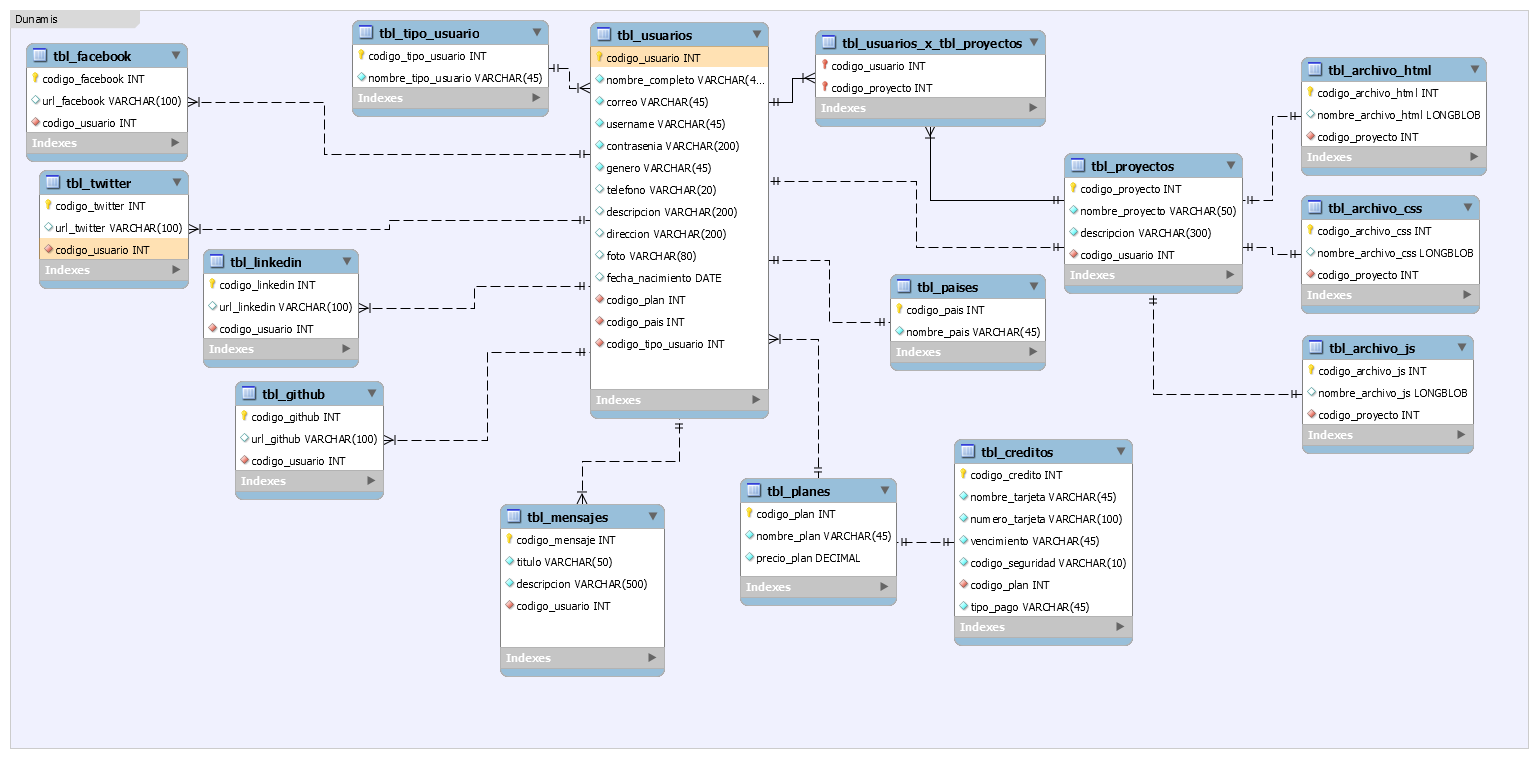 Dunamis
tbl_facebook
codigo_facebook INT
url_facebook VARCHAR(100)
codigo_usuario INT
Indexes
tbl_twitter
codigo_twitter INT
url_twitter VARCHAR(100)
codigo_usuario INT
Indexes
tbl_linkedin
codigo_linkedin INT
url_linkedin VARCHAR(100)
codigo_usuario INT
Indexes
tbl_github
codigo_github INT
url_github VARCHAR(100)
codigo_usuario INT
Indexes
tbl_tipo_usuario
codigo_tipo_usuario INT
nombre_tipo_usuario VARCHAR(45)
Indexes
tbl_usuarios
codigo_usuario INT
nombre_completo VARCHAR(4...
correo VARCHAR(45)
username VARCHAR(45)
contrasenia VARCHAR(200)
genero VARCHAR(45)
telefono VARCHAR(20)
descripcion VARCHAR(200)
direccion VARCHAR(200)
foto VARCHAR(80)
fecha_nacimiento DATE
codigo_plan INT
codigo_pais INT
codigo_tipo_usuario INT
Indexes
tbl_mensajes
codigo_mensaje INT
titulo VARCHAR(50)
descripcion VARCHAR(500)
codigo_usuario INT
Indexes
tbl_usuarios_x_tbl_proyectos
codigo_usuario INT
codigo_proyecto INT
Indexes
tbl_paises
codigo_pais INT
nombre_pais VARCHAR(45)
Indexes
tbl_planes
codigo_plan INT
nombre_plan VARCHAR(45)
precio_plan DECIMAL
Indexes
tbl_creditos
codigo_credito INT
nombre_tarjeta VARCHAR(45)
numero_tarjeta VARCHAR(100)
vencimiento VARCHAR(45)
codigo_seguridad VARCHAR(10)
codigo_plan INT
tipo_pago VARCHAR(45)
Indexes
tbl_proyectos
codigo_proyecto INT
nombre_proyecto VARCHAR(50)
descripcion VARCHAR(300)
codigo_usuario INT
Indexes
tbl_archivo_html
codigo_archivo_html INT
nombre_archivo_html LONGBLOB
codigo_proyecto INT
Indexes
tbl_archivo_css
codigo_archivo_css INT
nombre_archivo_css LONGBLOB
codigo_proyecto INT
Indexes
tbl_archivo_js
codigo_archivo_js INT
nombre_archivo_js LONGBLOB
codigo_proyecto INT
Indexes